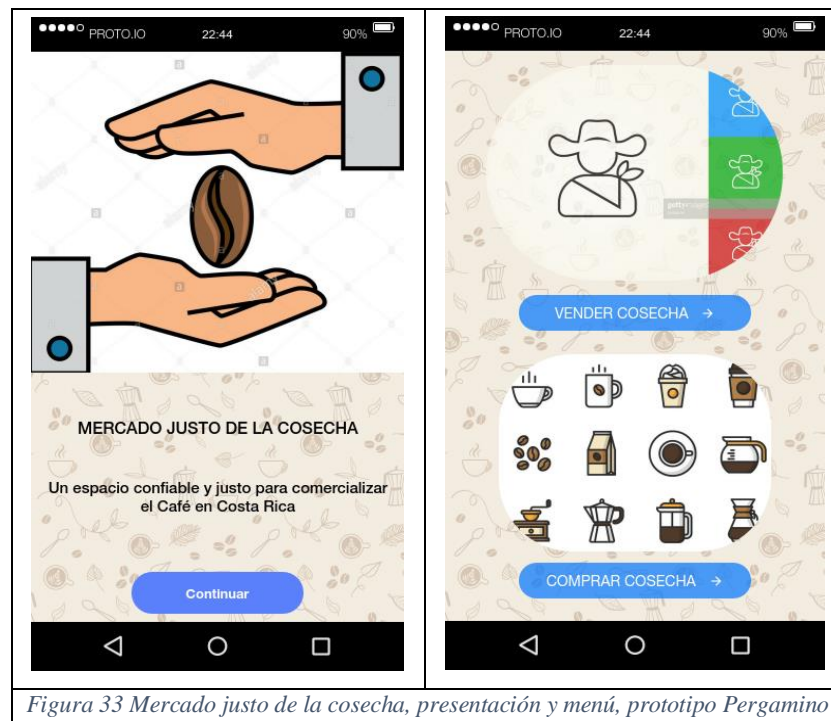 PROTO.IO 22:44 90%
MERCADO JUSTO DE LA COSECHA
Un espacio confiable y justo para comercializar
el Café en Costa Rica
Continuar
PROTO.IO 22:44 90%
gettyimages
VENDER COSECHA →
COMPRAR COSECHA →
Figura 33 Mercado justo de la cosecha, presentación y menú, prototipo Pergamino